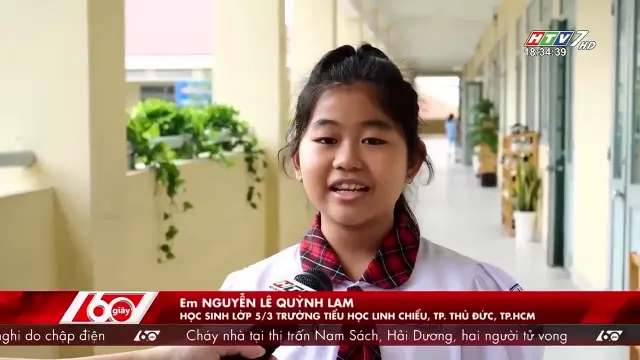 HTV7 HD
18:34:39
60 giây
Em NGUYỄN LÊ QUỲNH LAM
HỌC SINH LỚP 5/3 TRƯỜNG TIỂU HỌC LINH CHIỂU, TP. THỦ ĐỨC, TP.HCM
nghi do chập điện 60 Cháy nhà tại thị trấn Nam Sách, Hải Dương, hai người tử vong 60